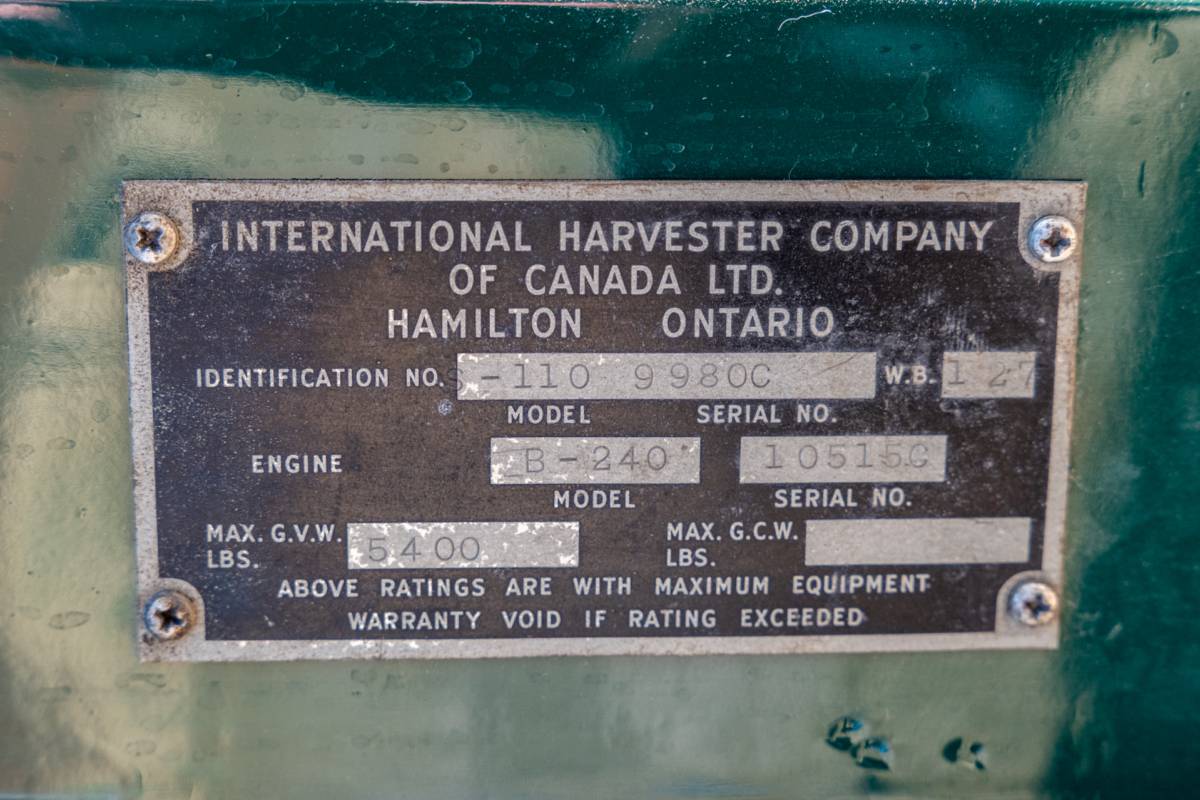 INTERNATIONAL HARVESTER COMPANY
OF CANADA LTD.
HAMILTON ONTARIO
IDENTIFICATION NO. S-110 9980C W.B. 127
MODEL SERIAL NO.
ENGINE B-240 10515C
MODEL SERIAL NO.
MAX. G.V.W. LBS. 5400 MAX. G.C.W. LBS.
ABOVE RATINGS ARE WITH MAXIMUM EQUIPMENT
WARRANTY VOID IF RATING EXCEEDED